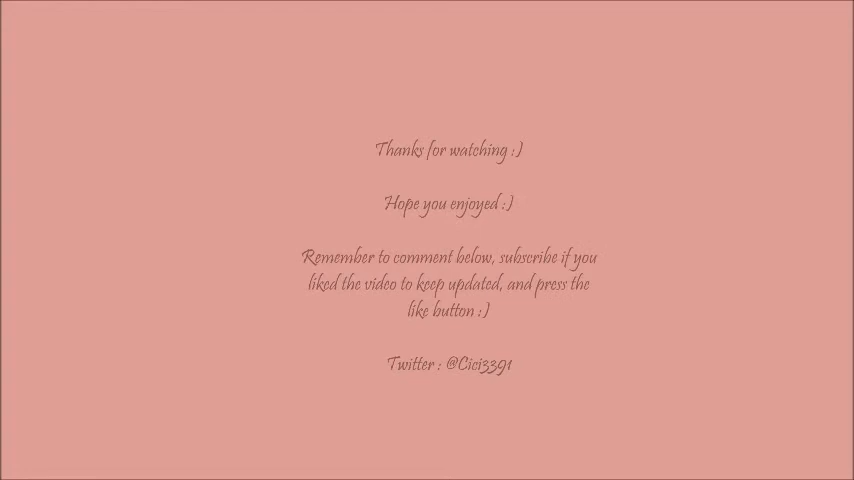 Thanks for watching :)
Hope you enjoyed :)
Remember to comment below, subscribe if you
liked the video to keep updated, and press the
like button :)
Twitter : @Cici3391